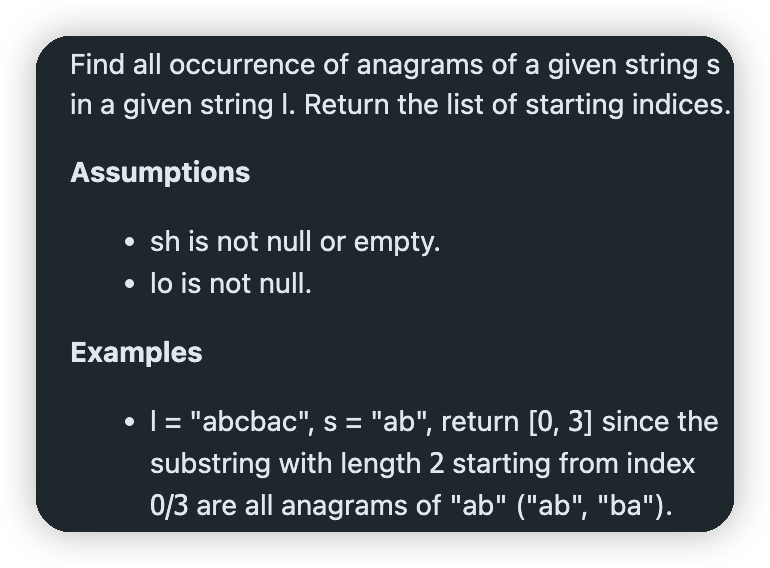 Find all occurrence of anagrams of a given string s
in a given string l. Return the list of starting indices.
Assumptions
• sh is not null or empty.
• lo is not null.
Examples
• l = "abcbac", s = "ab", return [0, 3] since the
substring with length 2 starting from index
0/3 are all anagrams of "ab" ("ab", "ba").